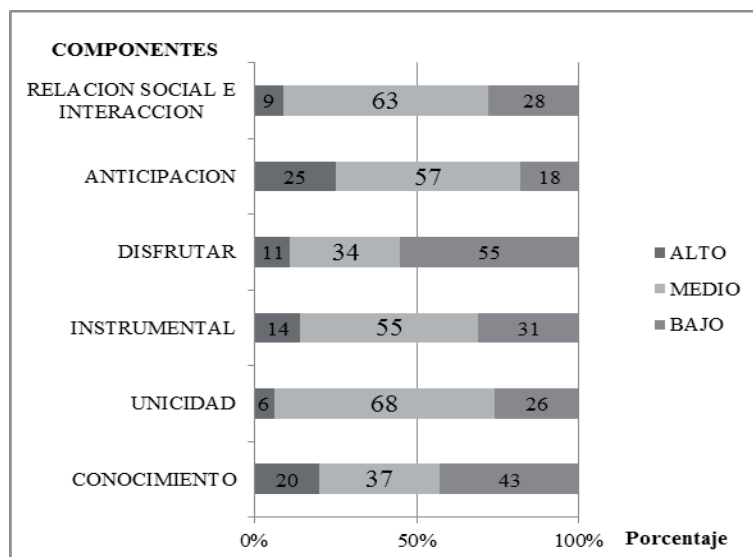 COMPONENTES
RELACION SOCIAL E
INTERACCION
9 63 28
ANTICIPACION
25 57 18
DISFRUTAR
11 34 55
INSTRUMENTAL
14 55 31
UNICIDAD
6 68 26
CONOCIMIENTO
20 37 43
0% 50% 100% Porcentaje
ALTO
MEDIO
BAJO